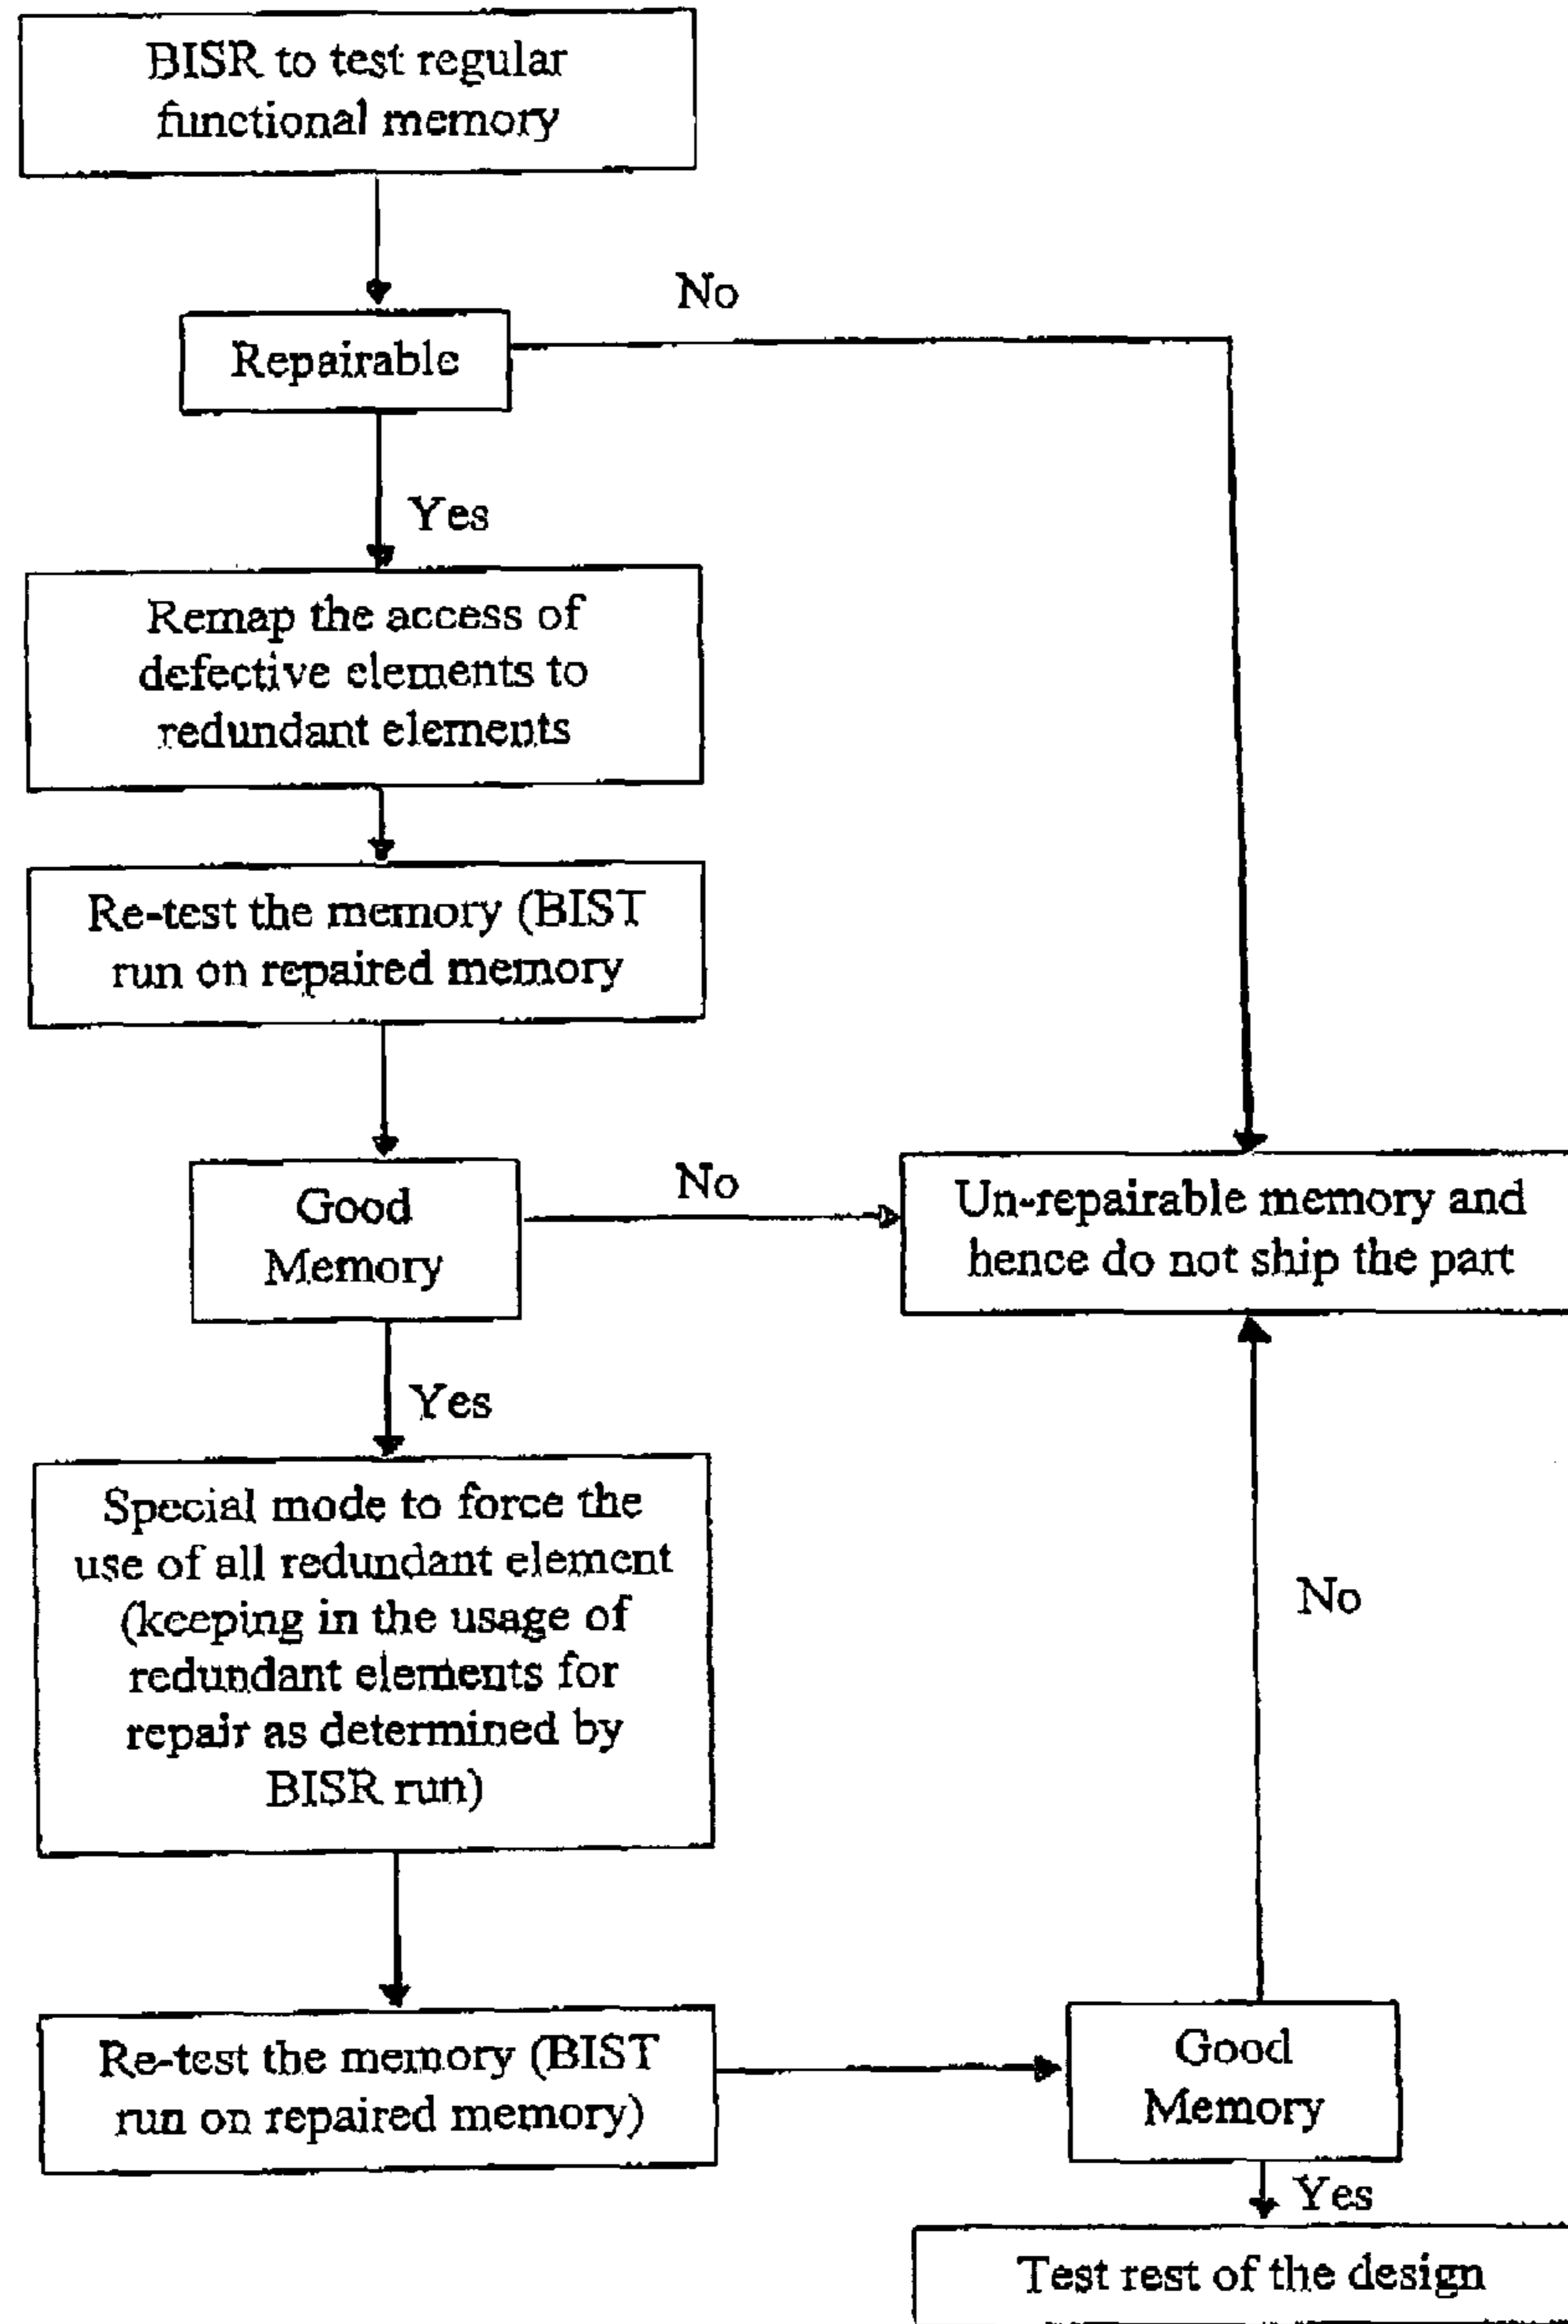 BISR to test regular
functional memory
No
Repairable
Yes
Remap the access of
defective elements to
redundant elements
Re-test the memory (BIST
run on repaired memory
Good
Memory
No
Un-repairable memory and
hence do not ship the part
Yes
Special mode to force the
use of all redundant element
(keeping in the usage of
redundant elements for
repair as determined by
BISR run)
No
Re-test the memory (BIST
run on repaired memory)
Good
Memory
Yes
Test rest of the design